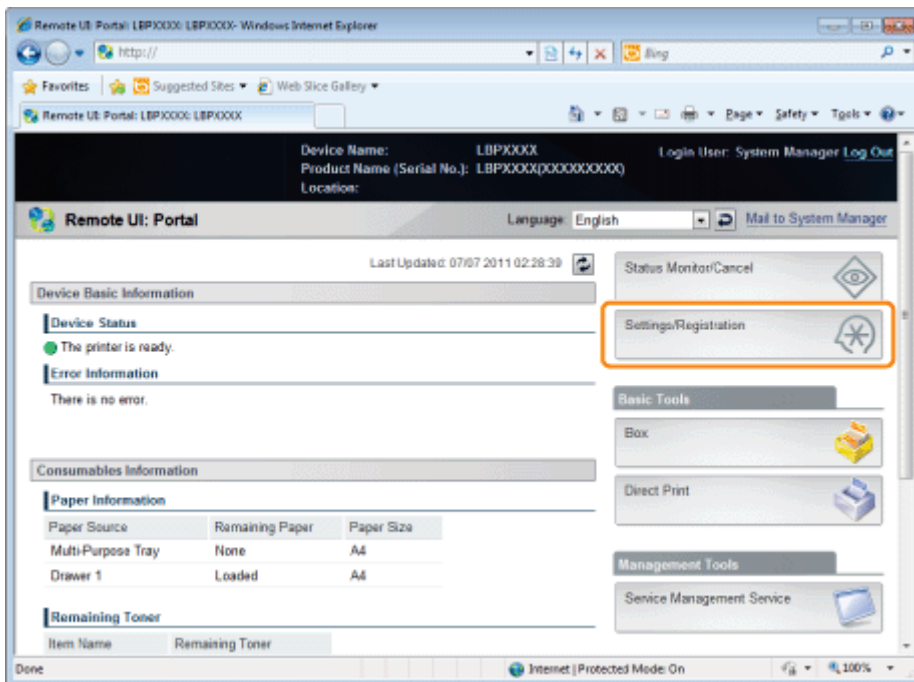 Remote UI: Portal: LBPXXXX: LBPXXXX- Windows Internet Explorer
http://
Bing
Favorites Suggested Sites Web Slice Gallery
Remote UI: Portal: LBPXXXX: LBPXXXX
Page Safety Tools
Device Name: LBPXXXX
Login User: System Manager Log Out
Product Name (Serial No.): LBPXXXX(XXXXXXXXXX)
Location:
Remote UI: Portal
Language: English
Mail to System Manager
Last Updated: 07/07 2011 02:28:39
Status Monitor/Cancel
Device Basic Information
Device Status
Settings/Registration
The printer is ready.
Error Information
There is no error.
Basic Tools
Box
Consumables Information
Direct Print
Paper Information
Paper Source Remaining Paper Paper Size
Multi-Purpose Tray None A4
Drawer 1 Loaded A4
Management Tools
Service Management Service
Remaining Toner
Item Name Remaining Toner
Done
Internet | Protected Mode: On
100%